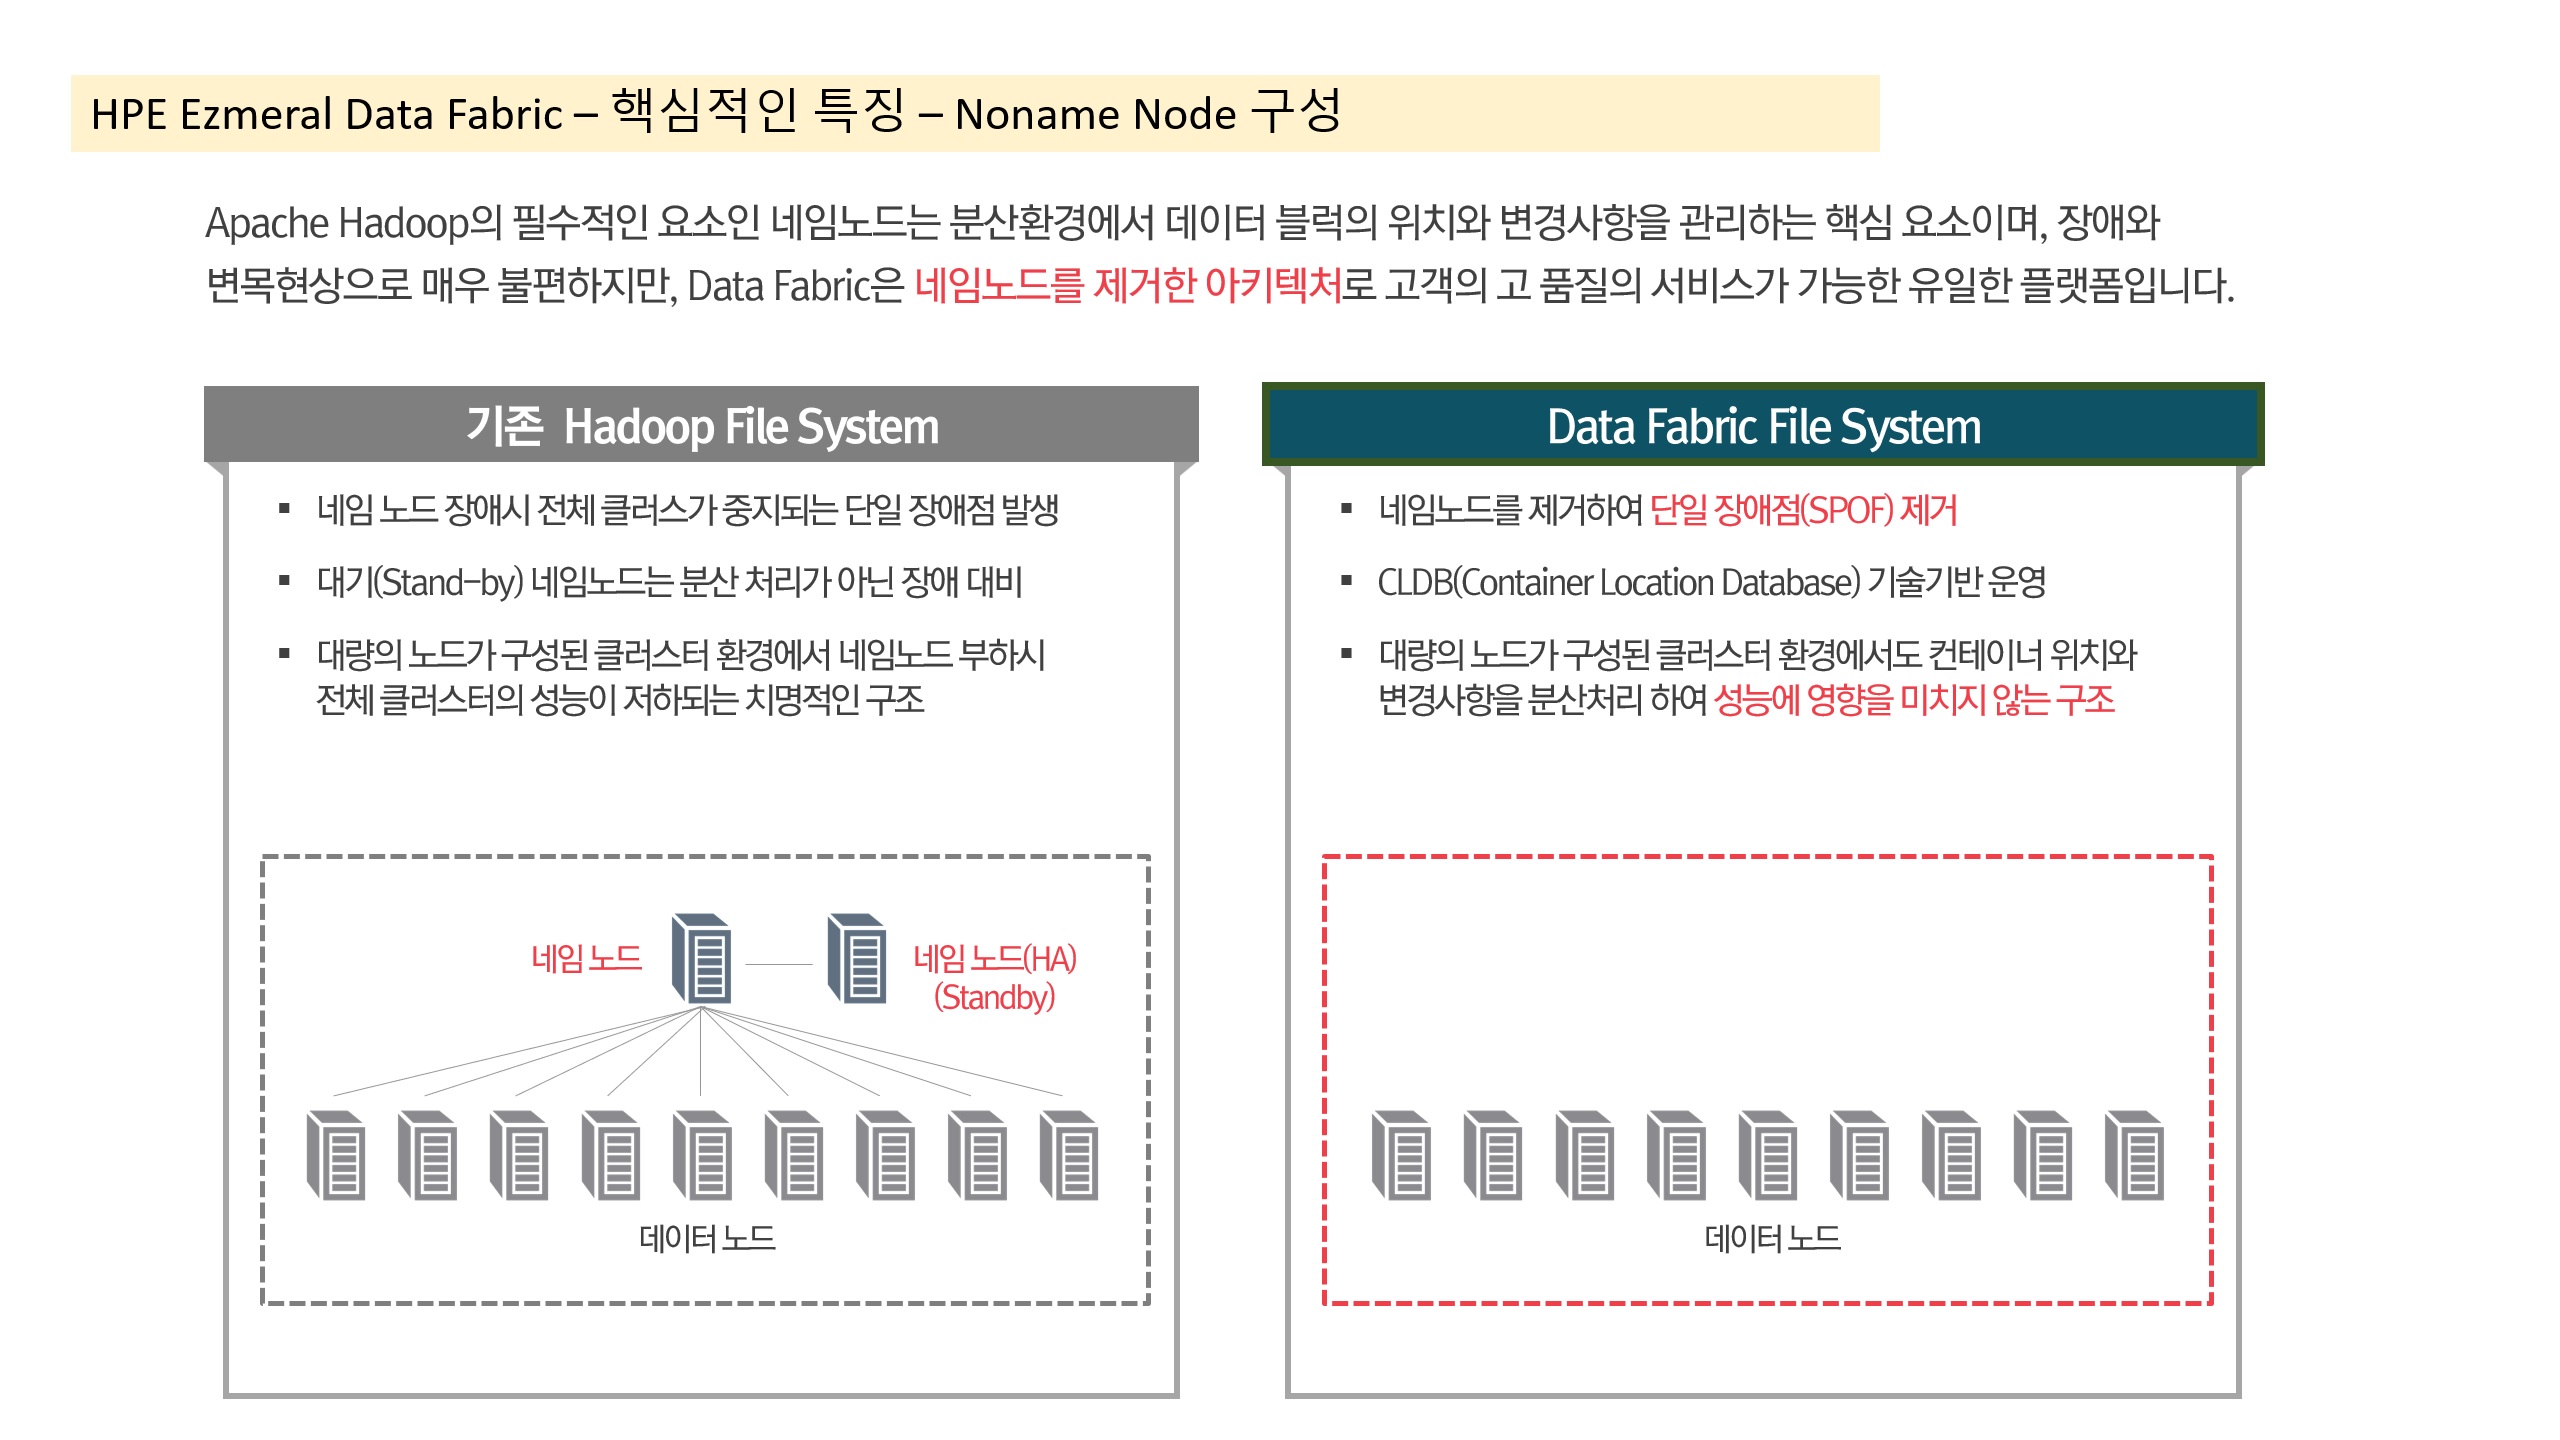 HPE Ezmeral Data Fabric – 핵심적인 특징 – Noname Node 구성
Apache Hadoop의 필수적인 요소인 네임노드는 분산환경에서 데이터 블럭의 위치와 변경사항을 관리하는 핵심 요소이며, 장애와
변목현상으로 매우 불편하지만, Data Fabric은 네임노드를 제거한 아키텍처로 고객의 고 품질의 서비스가 가능한 유일한 플랫폼입니다.
기존 Hadoop File System
▪ 네임 노드 장애시 전체 클러스가 중지되는 단일 장애점 발생
▪ 대기(Stand-by) 네임노드는 분산 처리가 아닌 장애 대비
▪ 대량의 노드가 구성된 클러스터 환경에서 네임노드 부하시
전체 클러스터의 성능이 저하되는 치명적인 구조
네임 노드
네임 노드(HA)
(Standby)
데이터 노드
Data Fabric File System
▪ 네임노드를 제거하여 단일 장애점(SPOF) 제거
▪ CLDB(Container Location Database) 기술기반 운영
▪ 대량의 노드가 구성된 클러스터 환경에서도 컨테이너 위치와
변경사항을 분산처리 하여 성능에 영향을 미치지 않는 구조
데이터 노드